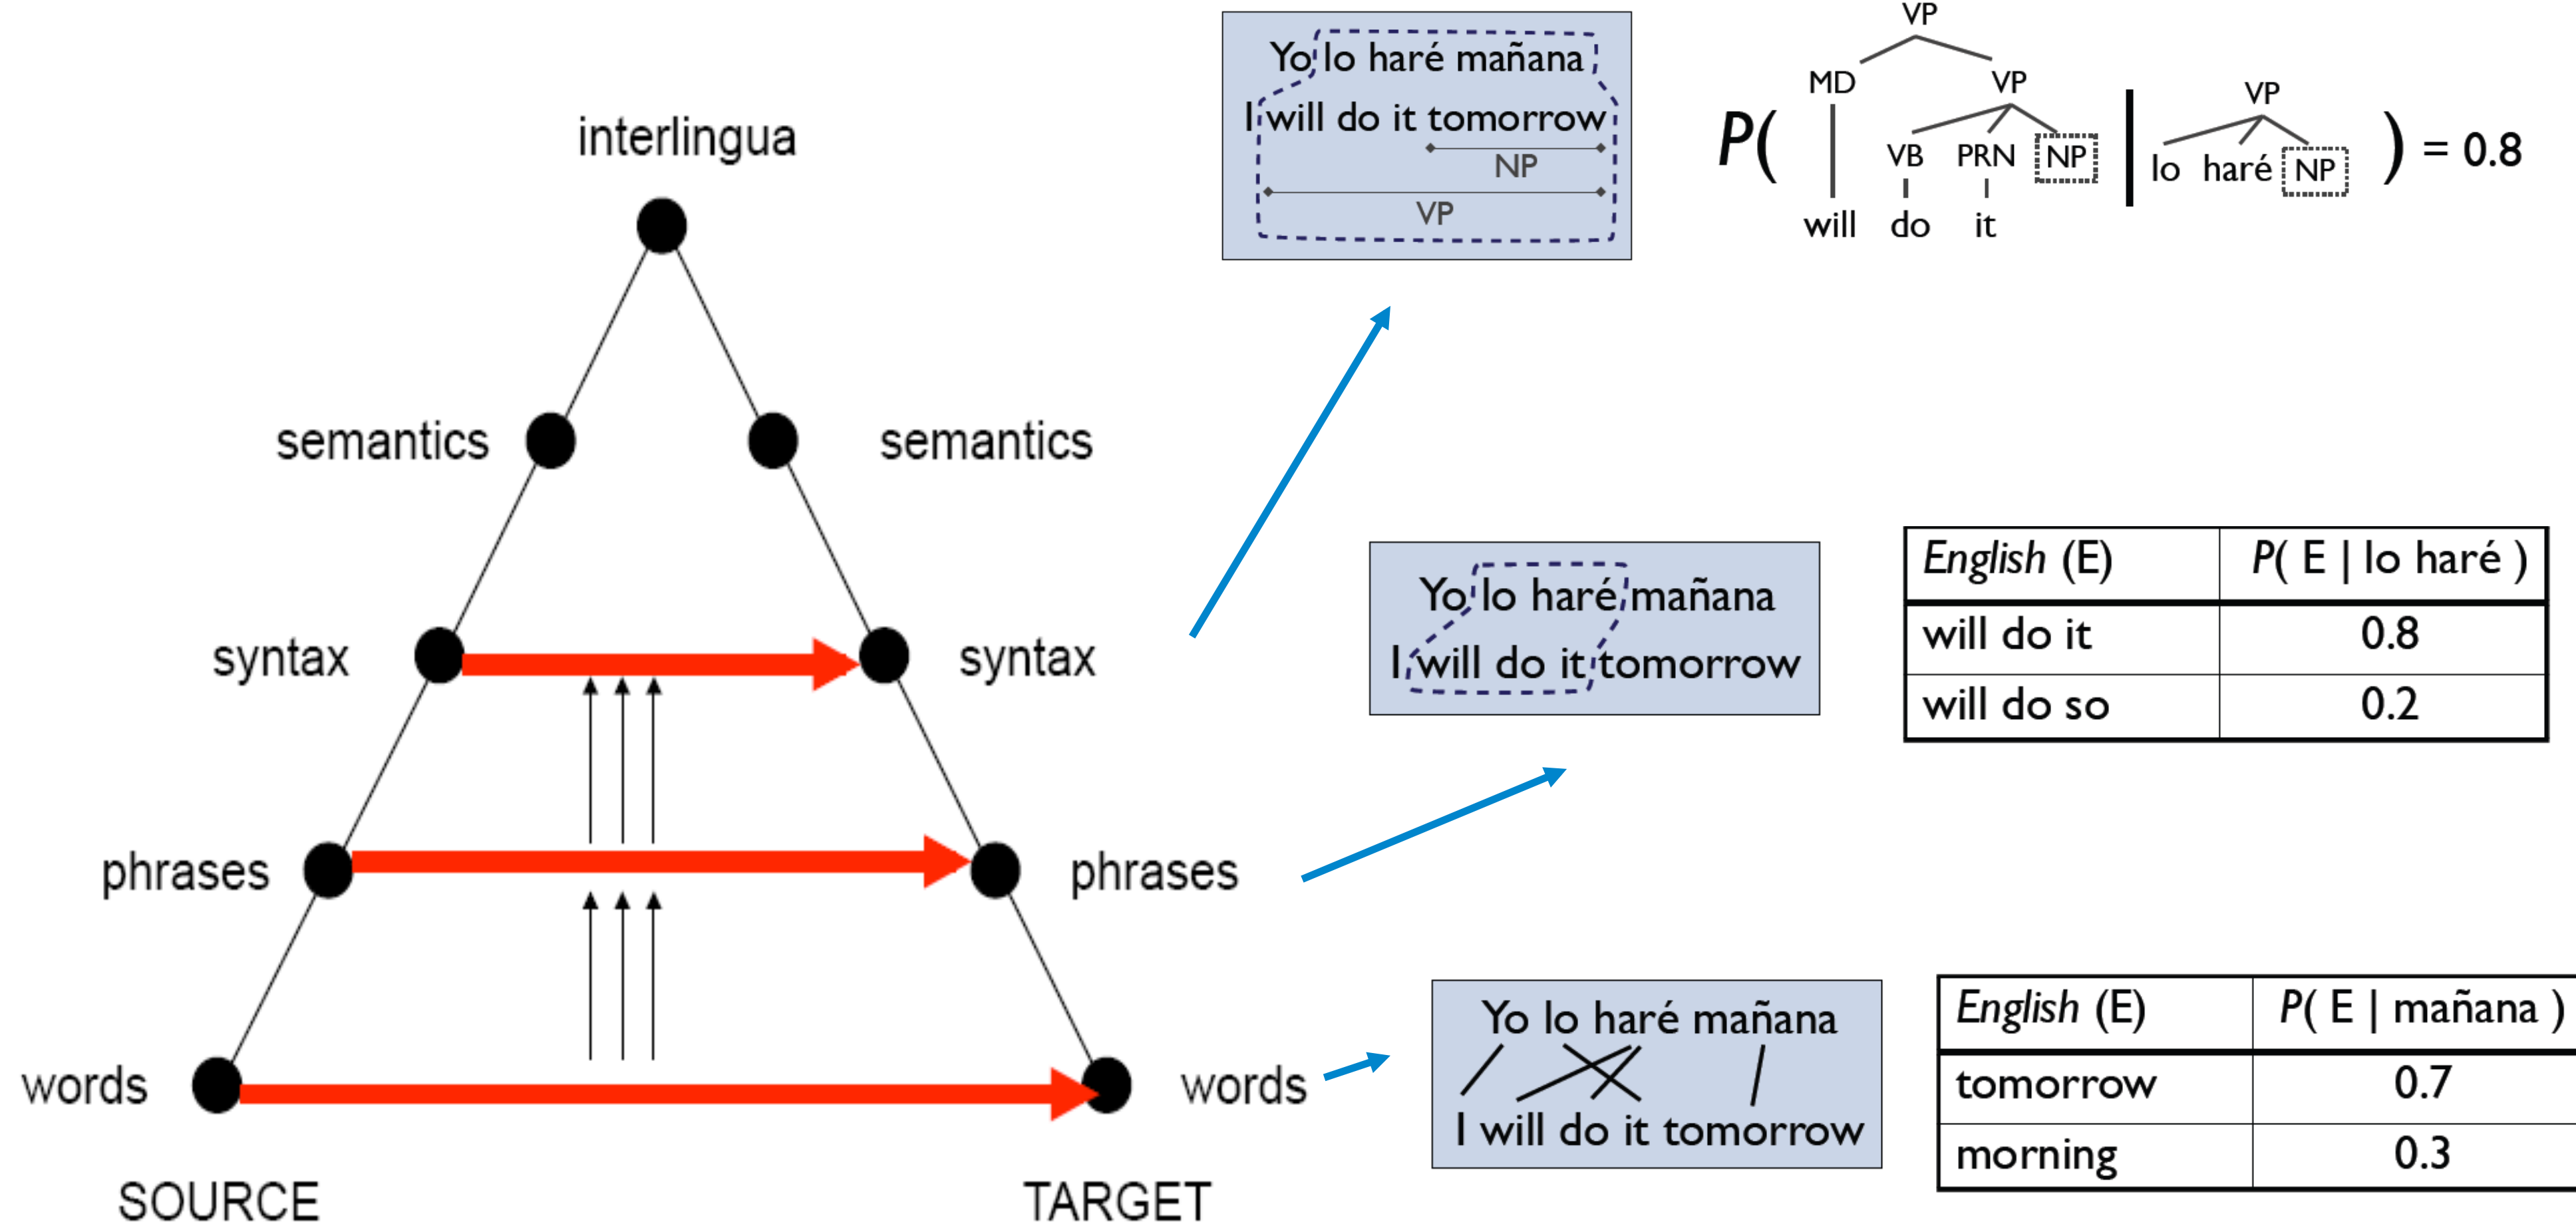 interlingua
semantics
semantics
syntax
syntax
phrases
phrases
words
words
SOURCE
TARGET
Yo lo haré mañana
I will do it tomorrow
NP
VP
VP
MD VP
P( VB PRN NP | VP lo haré NP ) = 0.8
will do it
Yo lo haré mañana
I will do it tomorrow
English (E) P( E | lo haré )
will do it 0.8
will do so 0.2
Yo lo haré mañana
I will do it tomorrow
English (E) P( E | mañana )
tomorrow 0.7
morning 0.3